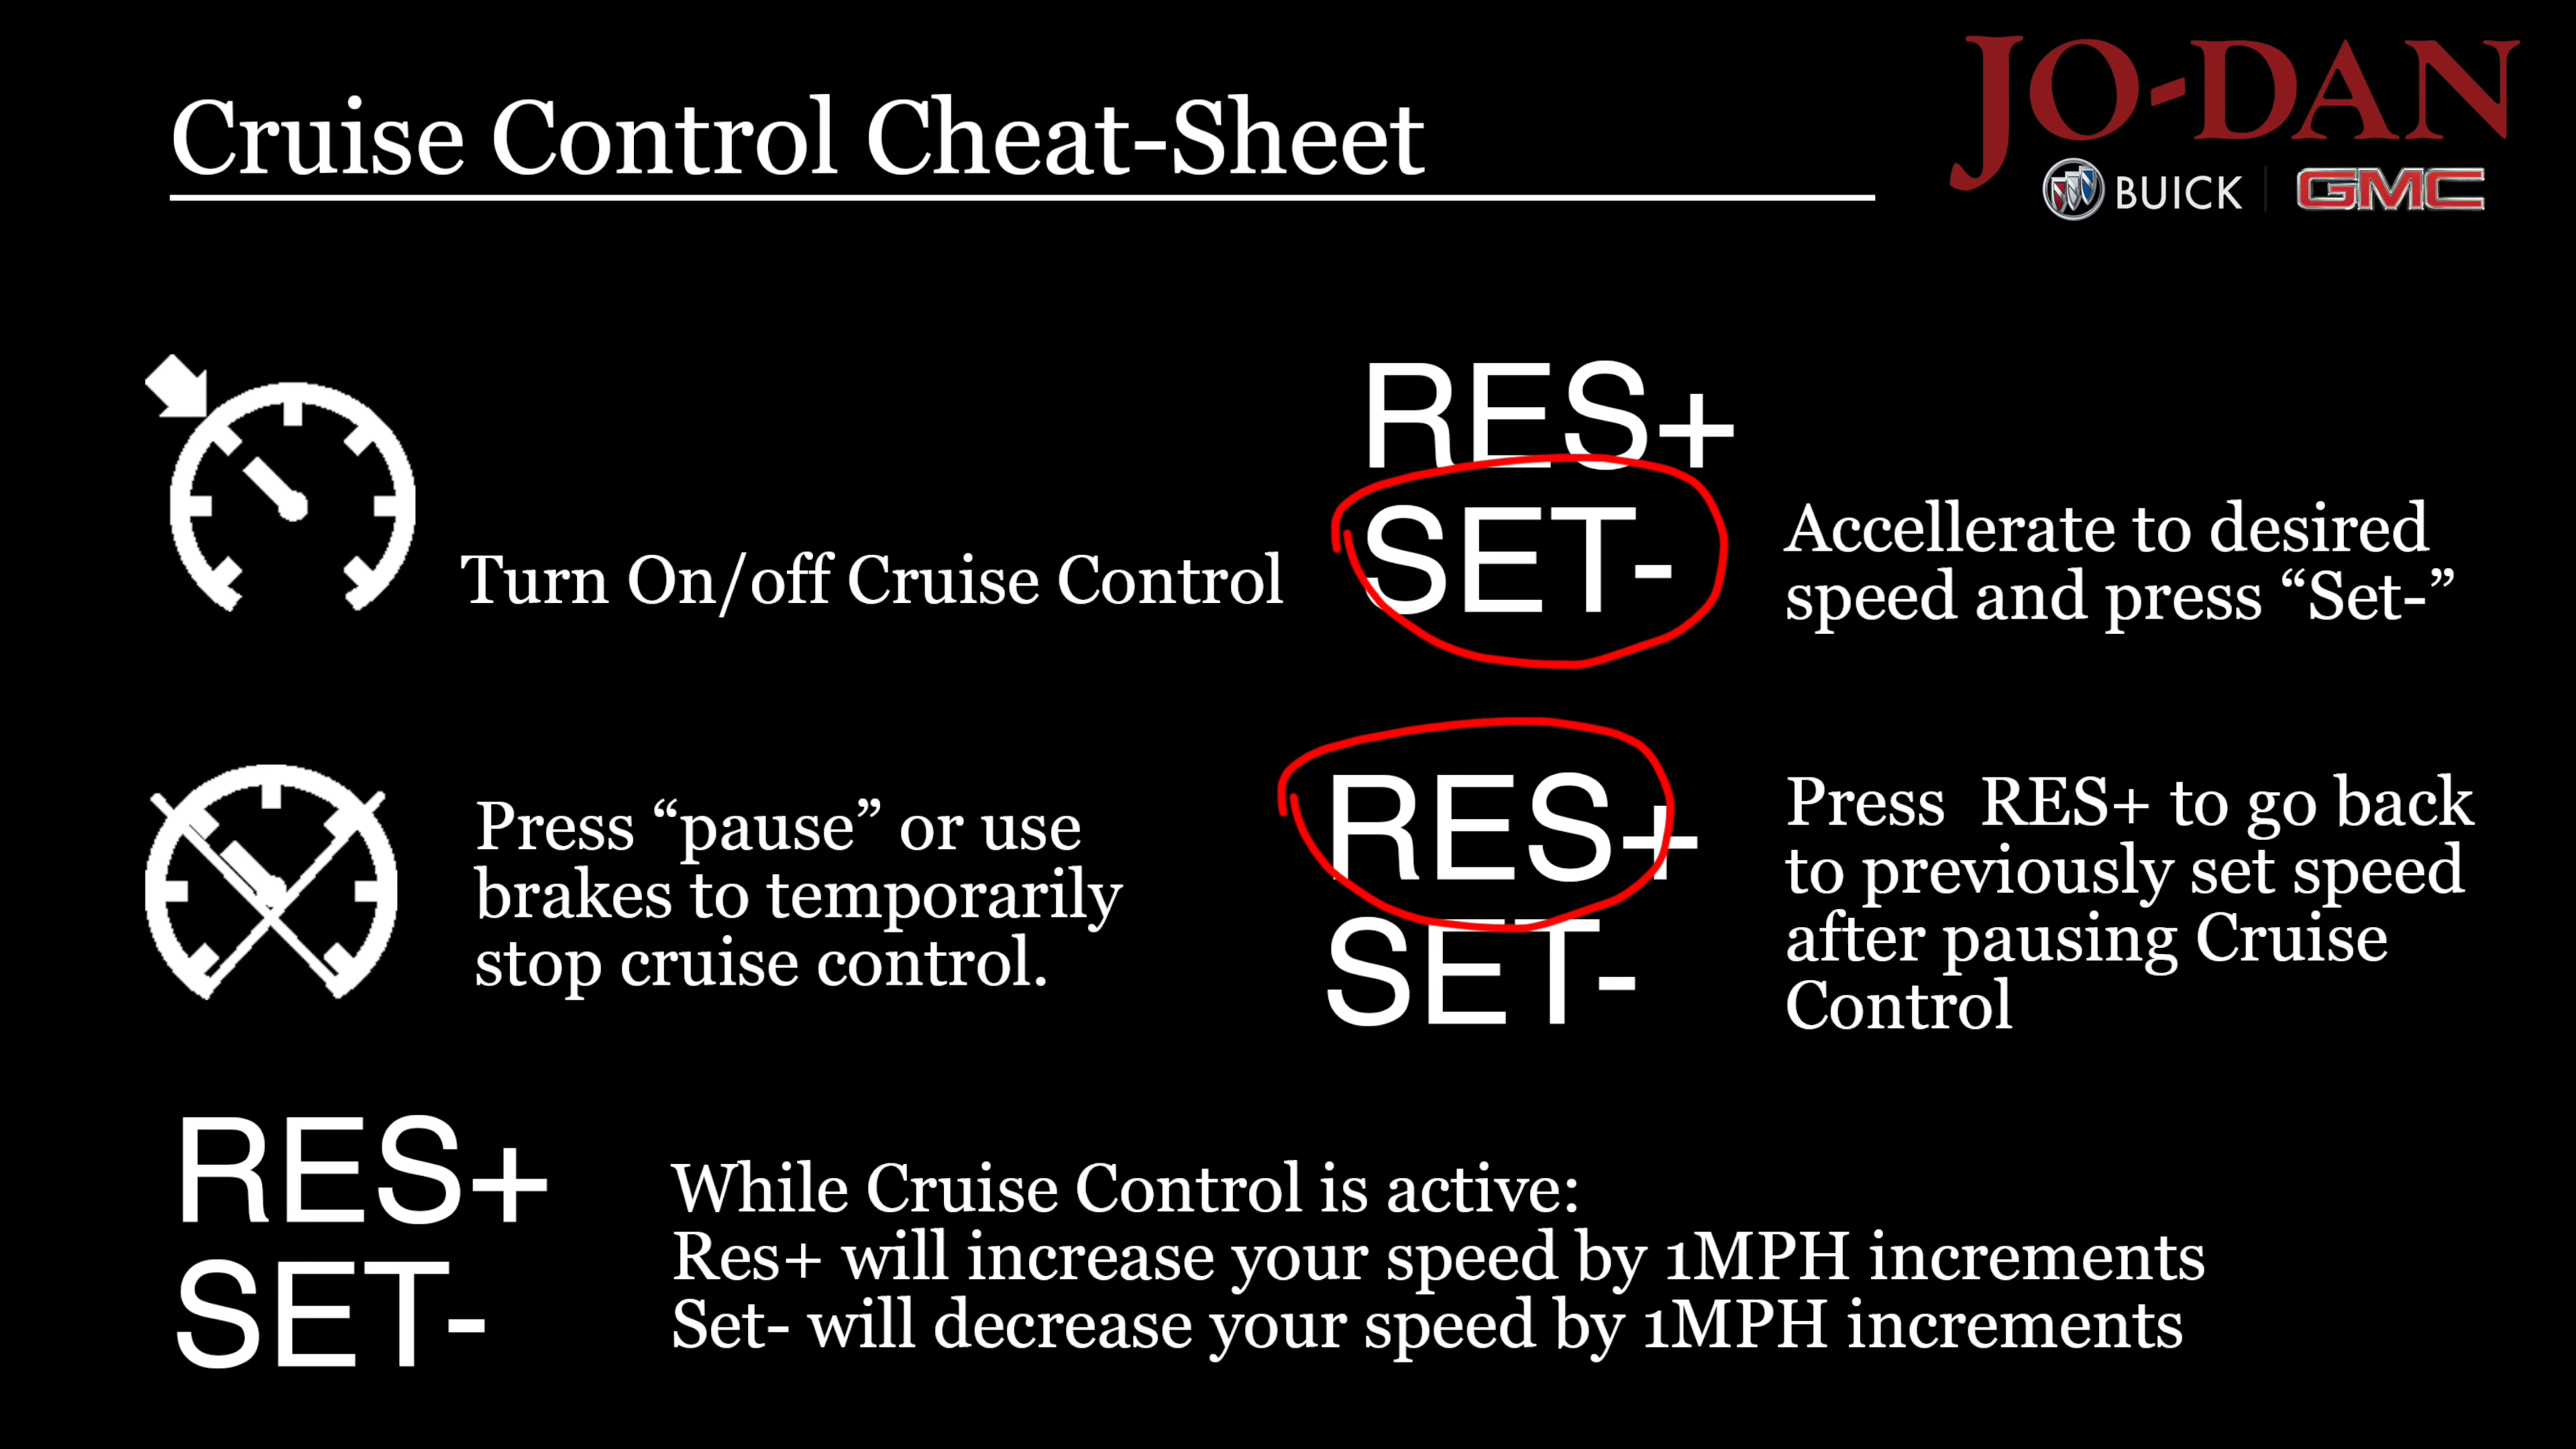 Cruise Control Cheat-Sheet
JO-DAN
BUICK GMC
Turn On/off Cruise Control
RES+
SET-
Accellerate to desired
speed and press “Set-”
Press “pause” or use
brakes to temporarily
stop cruise control.
RES+
SET-
Press  RES+ to go back
to previously set speed
after pausing Cruise
Control
RES+
SET-
While Cruise Control is active:
Res+ will increase your speed by 1MPH increments
Set- will decrease your speed by 1MPH increments